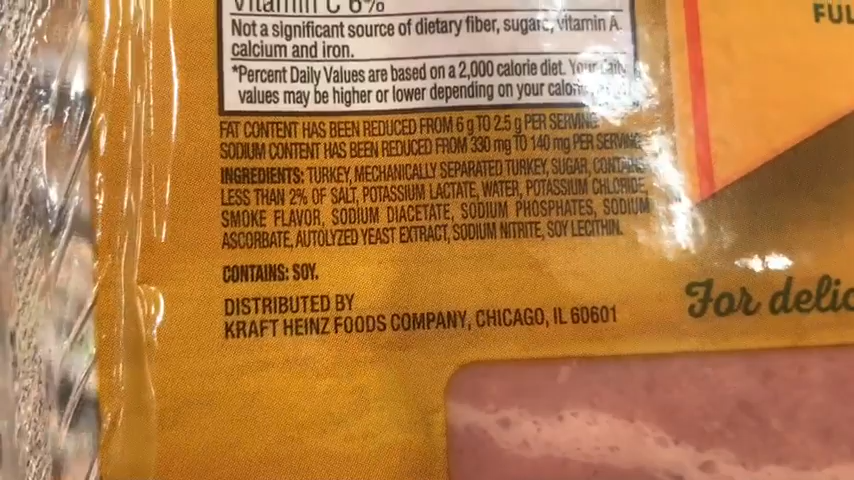 Vitamin C 6%
Not a significant source of dietary fiber, sugars, vitamin A
calcium and iron.
*Percent Daily Values are based on a 2,000 calorie diet. Your daily
values may be higher or lower depending on your
FAT CONTENT HAS BEEN REDUCED FROM 6 g TO 2.5 g PER SERVING
SODIUM CONTENT HAS BEEN REDUCED FROM 330 mg TO 140 mg PER SERVING
INGREDIENTS: TURKEY, MECHANICALLY SEPARATED TURKEY, SUGAR, CONTAINS
LESS THAN 2% OF SALT, POTASSIUM LACTATE, WATER, POTASSIUM CHLORIDE,
SMOKE FLAVOR, SODIUM DIACETATE, SODIUM PHOSPHATES, SODIUM
ASCORBATE, AUTOLYZED YEAST EXTRACT, SODIUM NITRITE, SOY LECITHIN.
CONTAINS: SOY.
DISTRIBUTED BY
KRAFT HEINZ FOODS COMPANY, CHICAGO, IL 60601
FUL
For delic